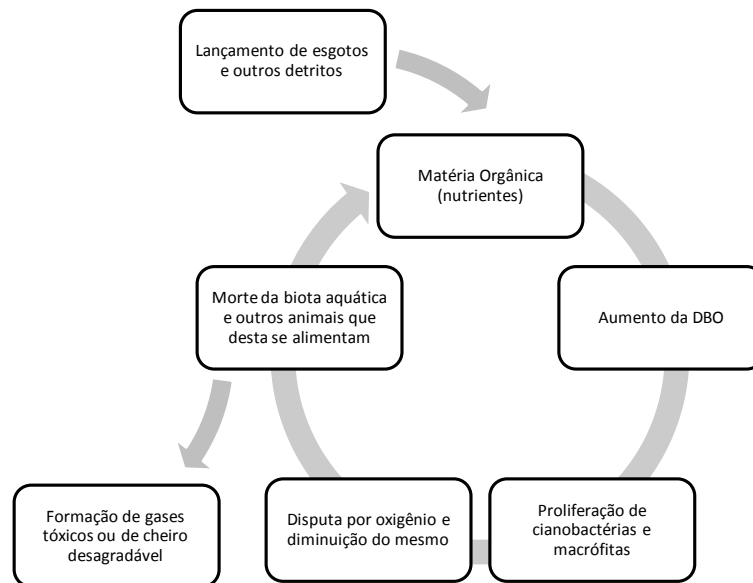 Lançamento de esgotos
e outros detritos
Matéria Orgânica
(nutrientes)
Aumento da DBO
Proliferação de
cianobactérias e
macrófitas
Disputa por oxigênio e
diminuição do mesmo
Morte da biota aquática
e outros animais que
desta se alimentam
Formação de gases
tóxicos ou de cheiro
desagradável